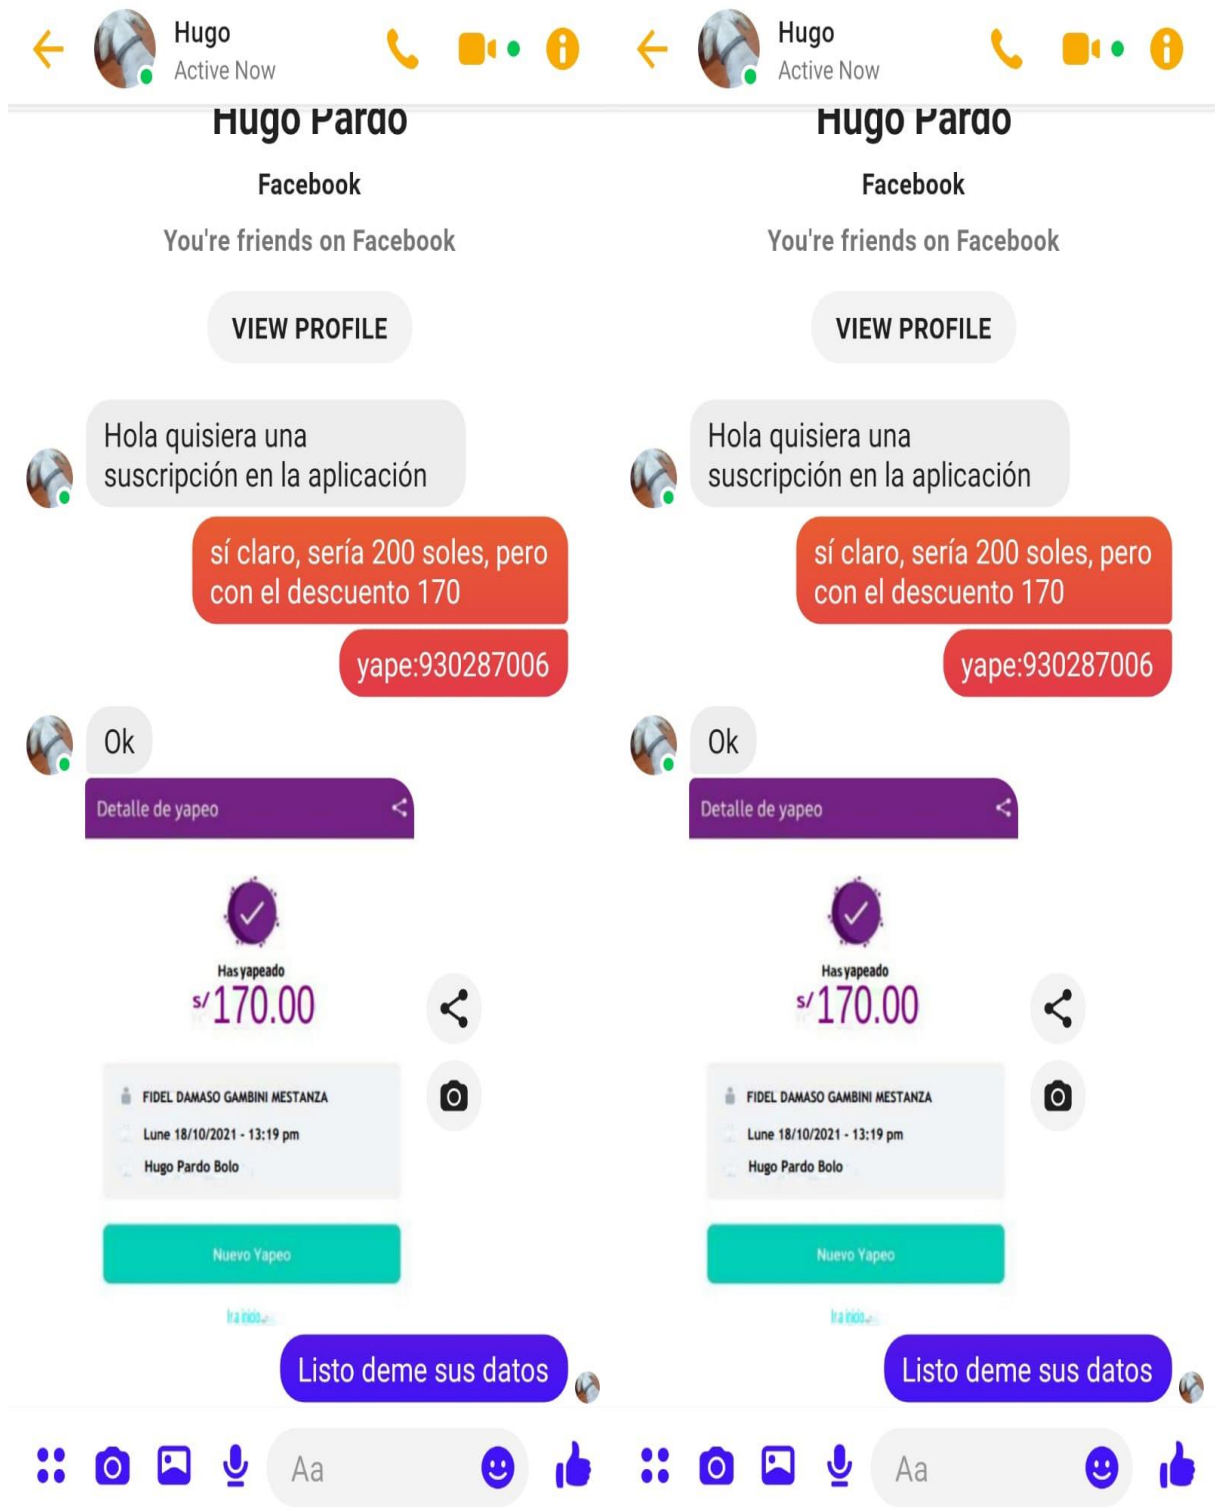 Hugo
Active Now
Hugo Pardo
Facebook
You're friends on Facebook
VIEW PROFILE
Hola quisiera una
suscripción en la aplicación
sí claro, sería 200 soles, pero
con el descuento 170
yape:930287006
Ok
Detalle de yapeo
Has yapeado
s/170.00
FIDEL DAMASO GAMBINI MESTANZA
Lune 18/10/2021 - 13:19 pm
Hugo Pardo Bolo
Nuevo Yapeo
Ir a inicio
Listo deme sus datos
Aa
Hugo
Active Now
Hugo Pardo
Facebook
You're friends on Facebook
VIEW PROFILE
Hola quisiera una
suscripción en la aplicación
sí claro, sería 200 soles, pero
con el descuento 170
yape:930287006
Ok
Detalle de yapeo
Has yapeado
s/170.00
FIDEL DAMASO GAMBINI MESTANZA
Lune 18/10/2021 - 13:19 pm
Hugo Pardo Bolo
Nuevo Yapeo
Ir a inicio
Listo deme sus datos
Aa